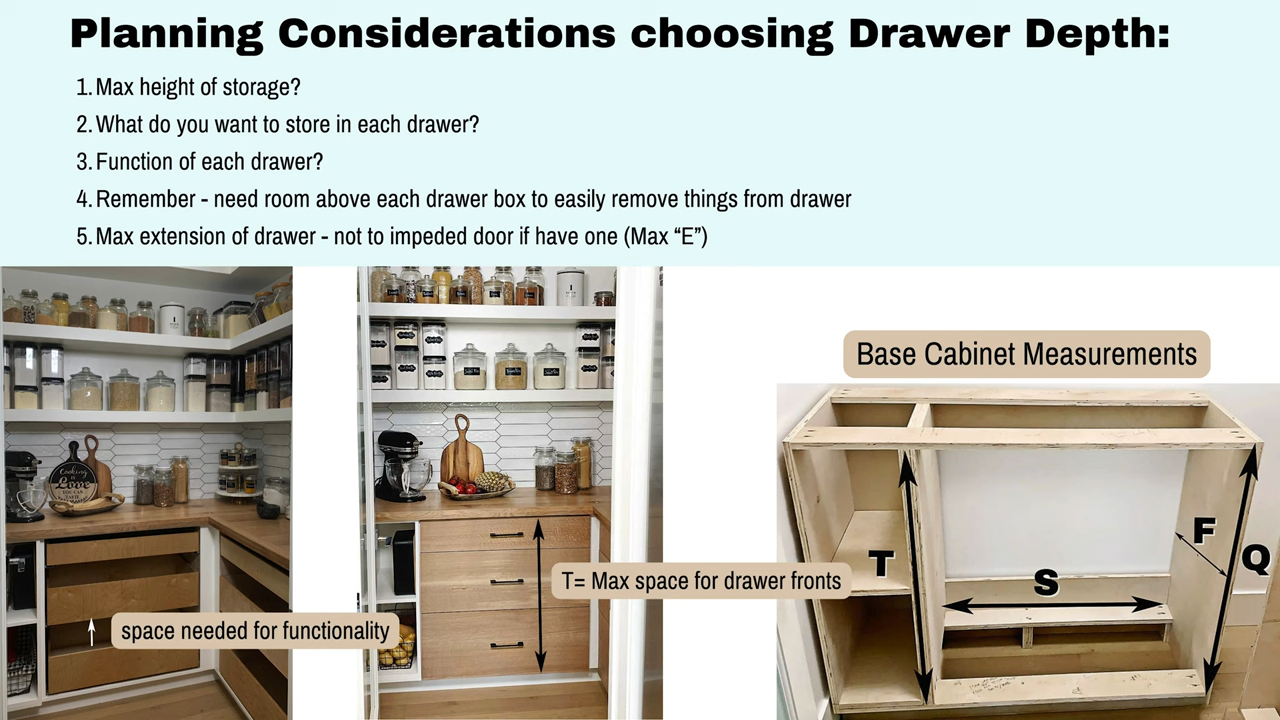 Planning Considerations choosing Drawer Depth:
1. Max height of storage?
2. What do you want to store in each drawer?
3. Function of each drawer?
4. Remember - need room above each drawer box to easily remove things from drawer
5. Max extension of drawer - not to impeded door if have one (Max “E”)
Base Cabinet Measurements
Cooking
is
Love
T
S
F
Q
T= Max space for drawer fronts
space needed for functionality